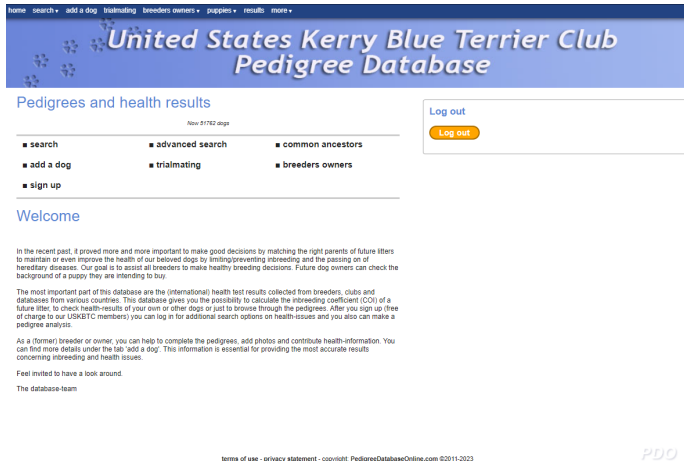 home search ▾ add a dog trialmating breeders owners ▾ puppies ▾ results more ▾
United States Kerry Blue Terrier Club
Pedigree Database
Pedigrees and health results
Now 51762 dogs
■ search ■ advanced search ■ common ancestors
■ add a dog ■ trialmating ■ breeders owners
■ sign up
Log out
Log out
Welcome
In the recent past, it proved more and more important to make good decisions by matching the right parents of future litters
to maintain or even improve the health of our beloved dogs by limiting/preventing inbreeding and the passing on of
hereditary diseases. Our goal is to assist all breeders to make healthy breeding decisions. Future dog owners can check the
background of a puppy they are intending to buy.
The most important part of this database are the (international) health test results collected from breeders, clubs and
databases from various countries. This database gives you the possibility to calculate the inbreeding coefficient (COI) of a
future litter, to check health-results of your own or other dogs or just to browse through the pedigrees. After you sign up (free
of charge to our USKBTC members) you can log in for additional search options on health-issues and you also can make a
pedigree analysis.
As a (former) breeder or owner, you can help to complete the pedigrees, add photos and contribute health-information. You
can find more details under the tab 'add a dog'. This information is essential for providing the most accurate results
concerning inbreeding and health issues.
Feel invited to have a look around.
The database-team
terms of use - privacy statement - copyright: PedigreeDatabaseOnline.com ©2011-2023
PDO